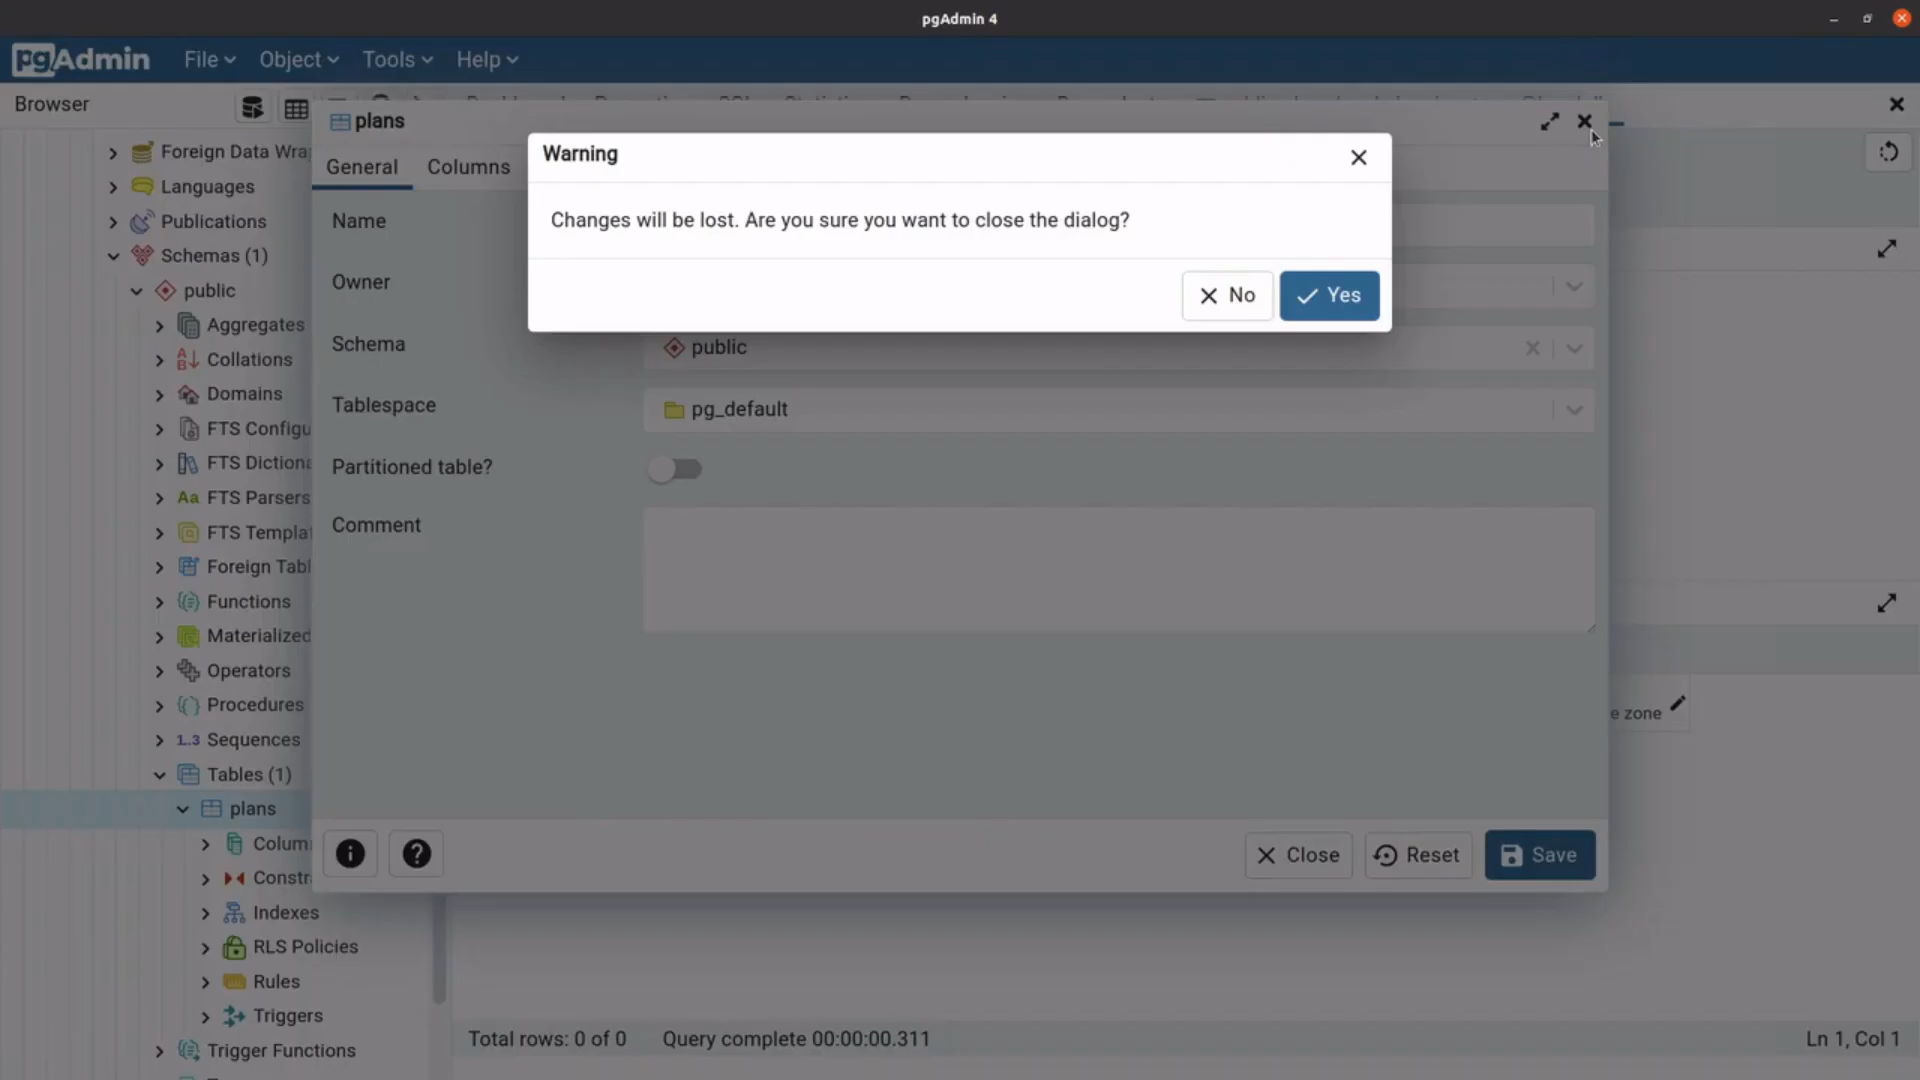 pgAdmin 4
pgAdmin File Object Tools Help
Browser
plans
General Columns
Warning
Changes will be lost. Are you sure you want to close the dialog?
No Yes
Name
Owner
Schema
public
Tablespace
pg_default
Partitioned table?
Comment
Close Reset Save
Foreign Data Wra
Languages
Publications
Schemas (1)
public
Aggregates
Collations
Domains
FTS Configu
FTS Dictiona
FTS Parsers
FTS Templat
Foreign Tabl
Functions
Materialized
Operators
Procedures
1..3 Sequences
Tables (1)
plans
Colum
Constr
Indexes
RLS Policies
Rules
Triggers
Trigger Functions
e zone
Total rows: 0 of 0 Query complete 00:00:00.311 Ln 1, Col 1